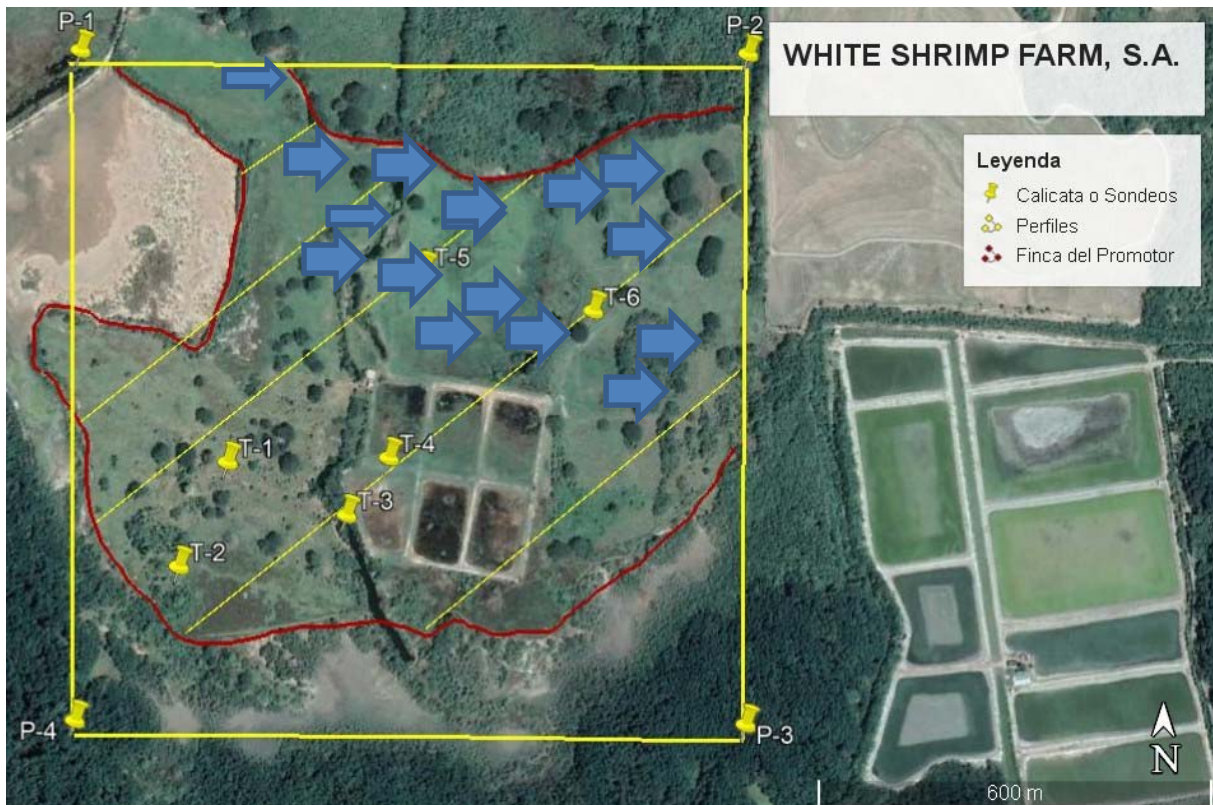 P-1
P-2
WHITE SHRIMP FARM, S.A.
Leyenda
Calicata o Sondeos
Perfiles
Finca del Promotor
T-5
T-6
T-1
T-4
T-3
T-2
P-4
P-3
N
600 m